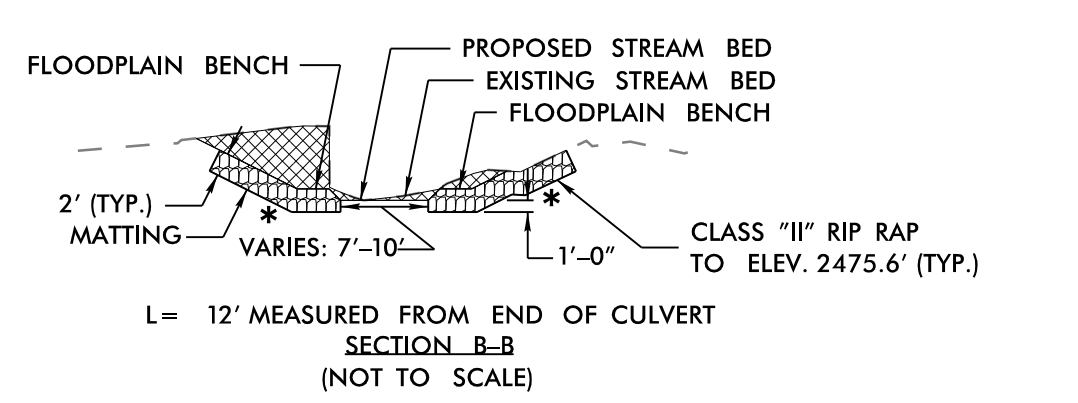 PROPOSED STREAM BED
FLOODPLAIN BENCH
EXISTING STREAM BED
FLOODPLAIN BENCH
2' (TYP.)
*
*
MATTING
VARIES: 7'–10'
1'–0"
CLASS "II" RIP RAP
TO ELEV. 2475.6' (TYP.)
L= 12' MEASURED FROM END OF CULVERT
SECTION B–B
(NOT TO SCALE)